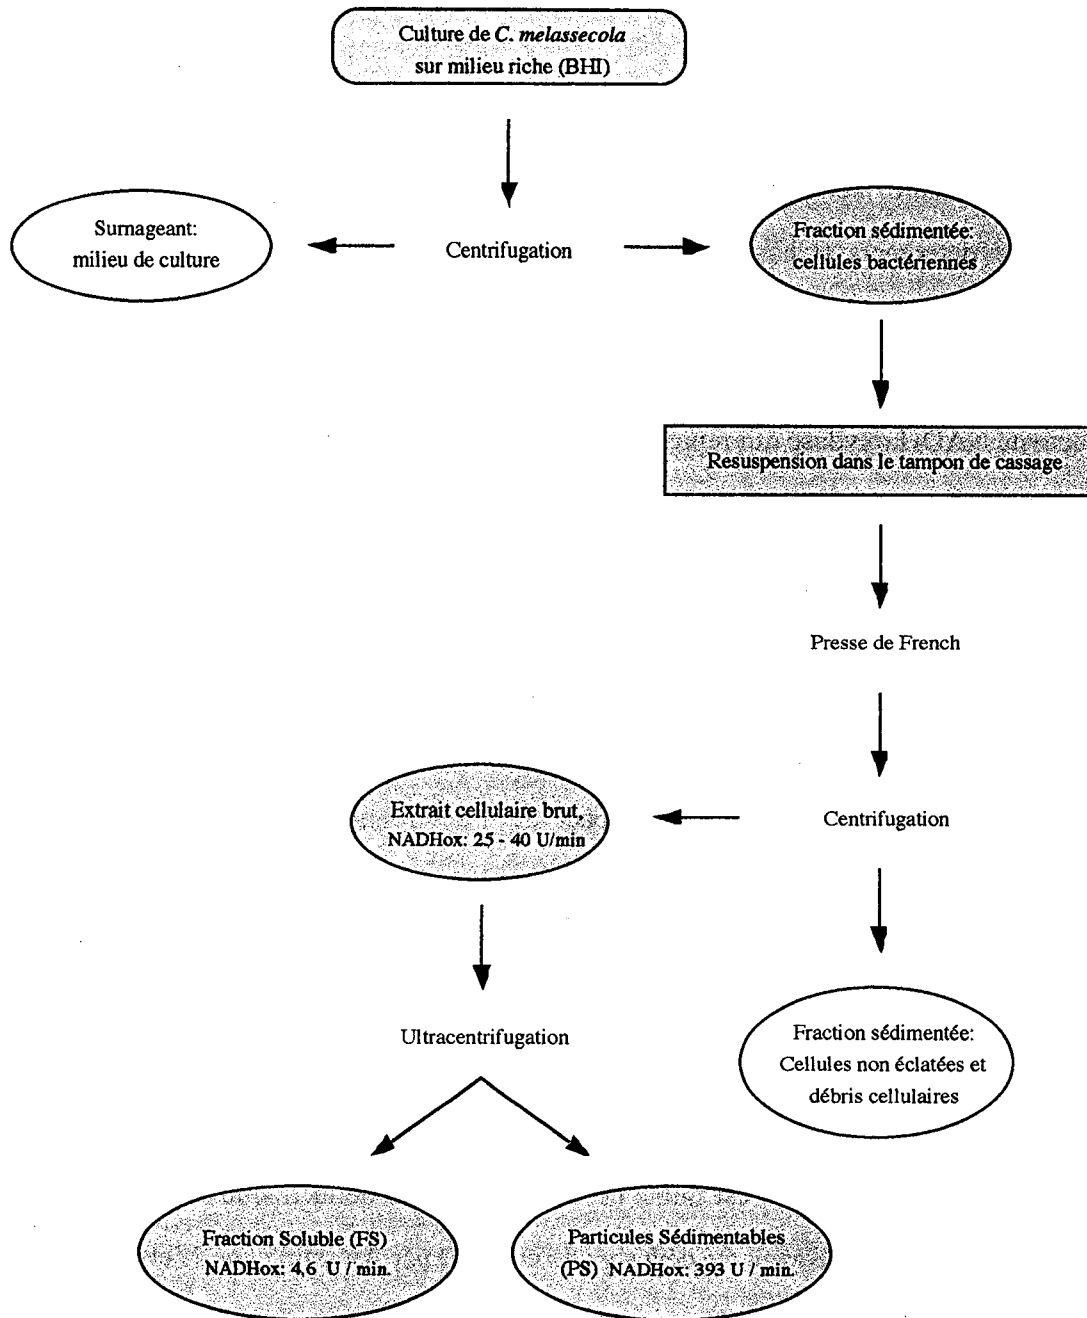 Culture de C. melassecola
sur milieu riche (BHI)
Surnageant:
milieu de culture
Centrifugation
Fraction sédimentée:
cellules bactériennes
Resuspension dans le tampon de cassage
Presse de French
Extrait cellulaire brut,
NADHox: 25 - 40 U/min
Centrifugation
Ultracentrifugation
Fraction sédimentée:
Cellules non éclatées et
débris cellulaires
Fraction Soluble (FS)
NADHox: 4,6 U / min.
Particules Sédimentables
(PS) NADHox: 393 U / min.